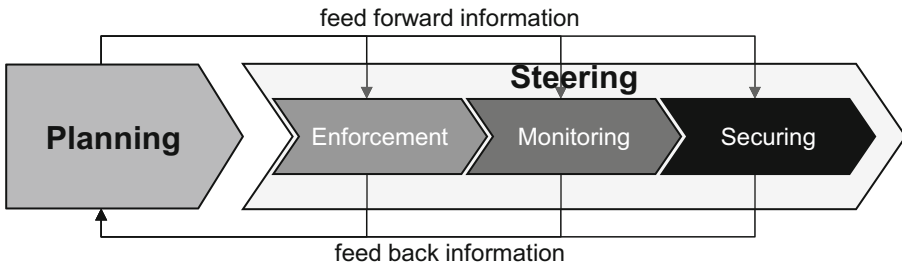 feed forward information
Steering
Planning
Enforcement
Monitoring
Securing
feed back information